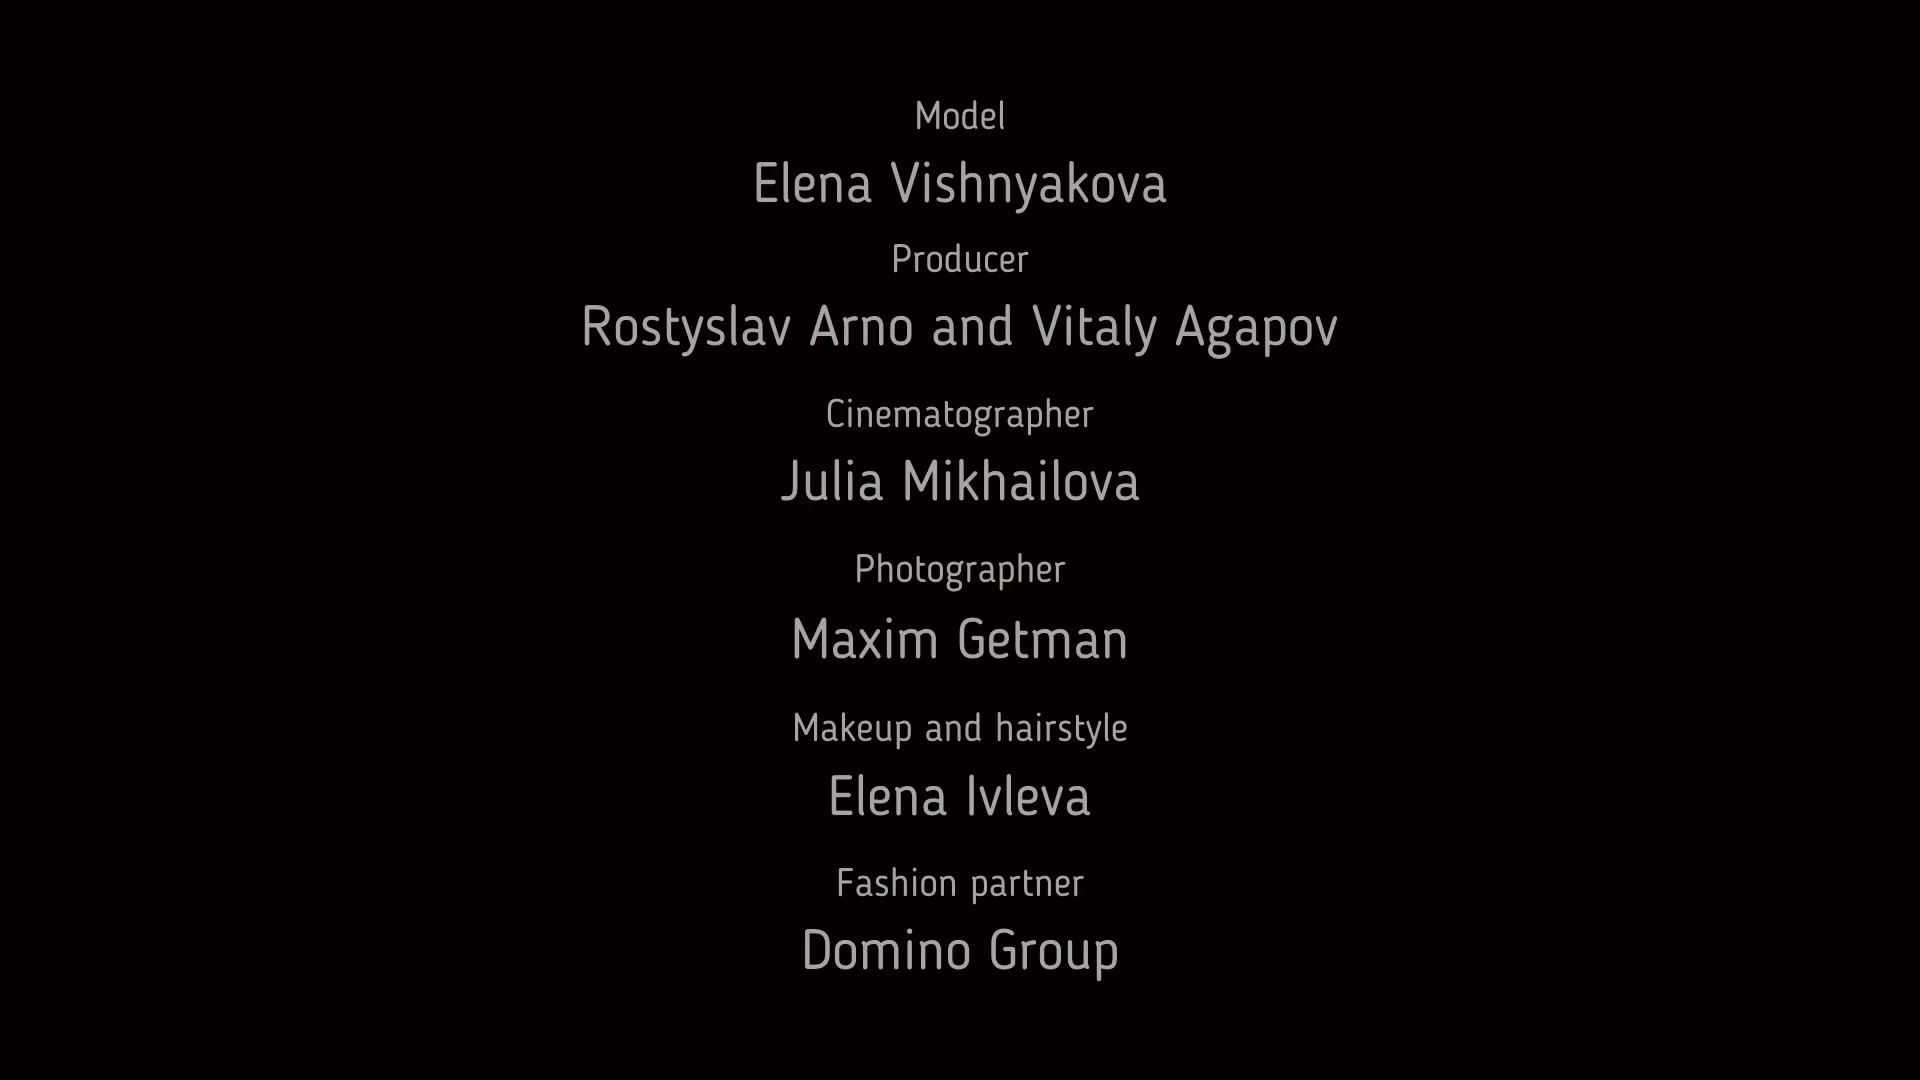 Model
Elena Vishnyakova
Producer
Rostyslav Arno and Vitaly Agapov
Cinematographer
Julia Mikhailova
Photographer
Maxim Getman
Makeup and hairstyle
Elena Ivleva
Fashion partner
Domino Group